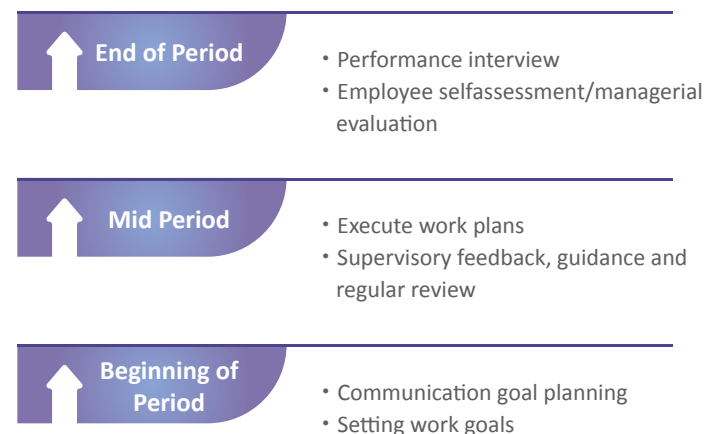 End of Period
• Performance interview
• Employee selfassessment/managerial
evaluation
Mid Period
• Execute work plans
• Supervisory feedback, guidance and
regular review
Beginning of
Period
• Communication goal planning
• Setting work goals